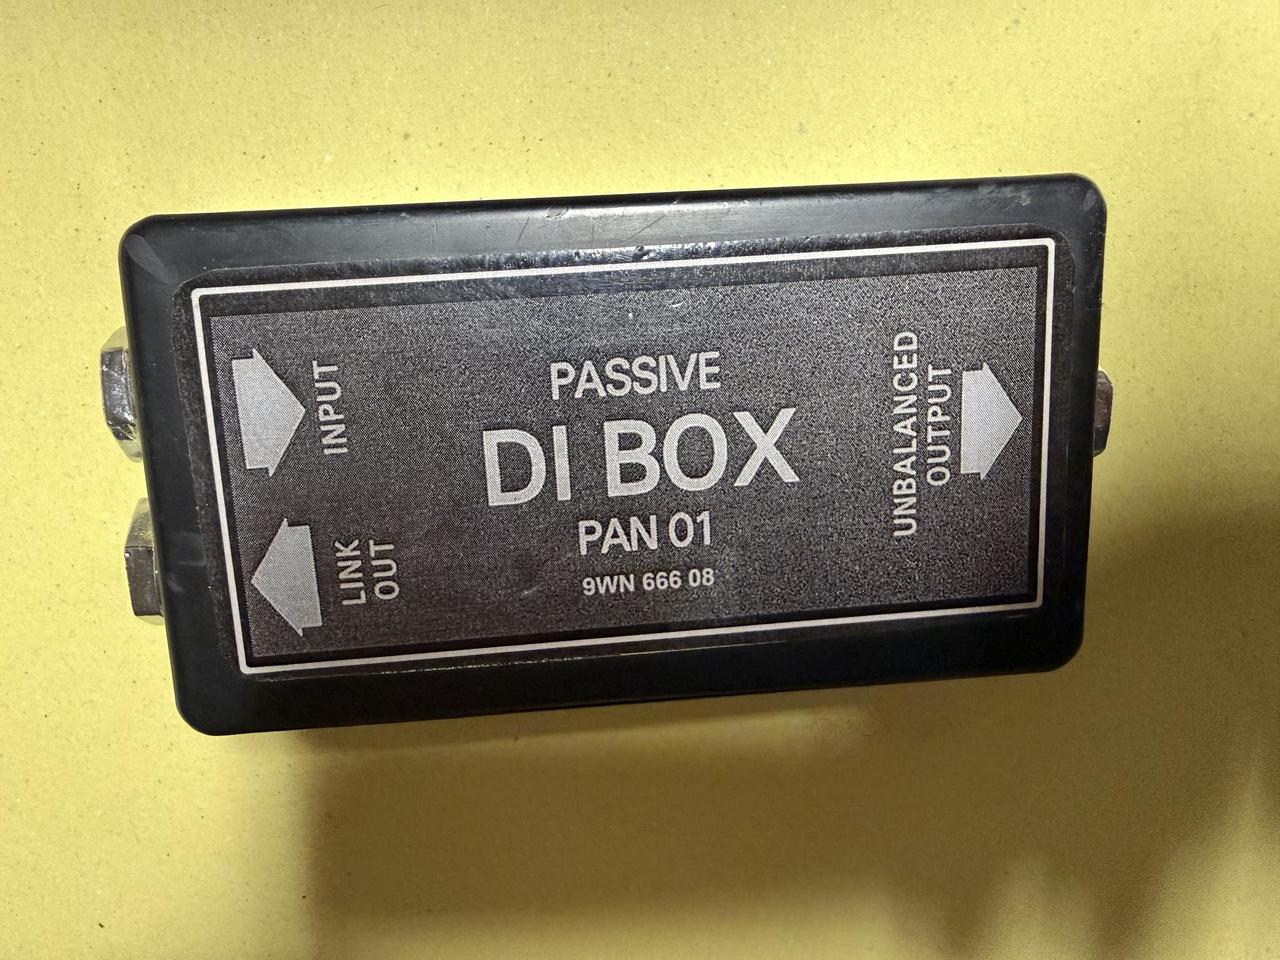 INPUT
LINK
OUT
PASSIVE
DI BOX
PAN 01
9WN 666 08
UNBALANCED
OUTPUT